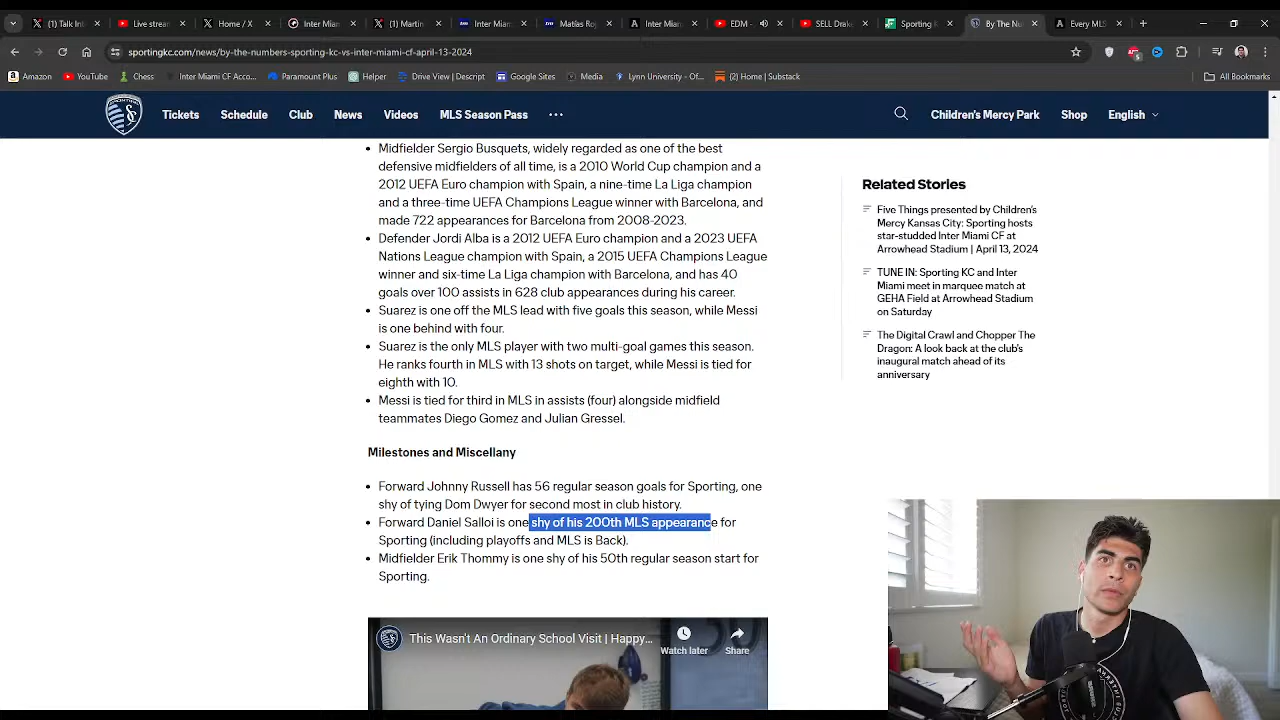 (1) Talk In
Live stream
Home / X
Inter Mian
(1) Martin
Inter Miam
Matías Roj
Inter Miam
EDM -
SELL Drake
Sporting K
By The Nu
Every MLS
sportingkc.com/news/by-the-numbers-sporting-kc-vs-inter-miami-cf-april-13-2024
Amazon
YouTube
Chess
Inter Miami CF Acco...
Paramount Plus
Helper
Drive View | Descript
Google Sites
Media
Lynn University - Of...
(2) Home | Substack
All Bookmarks
Tickets
Schedule
Club
News
Videos
MLS Season Pass
Children's Mercy Park
Shop
English
• Midfielder Sergio Busquets, widely regarded as one of the best
defensive midfielders of all time, is a 2010 World Cup champion and a
2012 UEFA Euro champion with Spain, a nine-time La Liga champion
and a three-time UEFA Champions League winner with Barcelona, and
made 722 appearances for Barcelona from 2008-2023.
• Defender Jordi Alba is a 2012 UEFA Euro champion and a 2023 UEFA
Nations League champion with Spain, a 2015 UEFA Champions League
winner and six-time La Liga champion with Barcelona, and has 40
goals over 100 assists in 628 club appearances during his career.
• Suarez is one off the MLS lead with five goals this season, while Messi
is one behind with four.
• Suarez is the only MLS player with two multi-goal games this season.
He ranks fourth in MLS with 13 shots on target, while Messi is tied for
eighth with 10.
• Messi is tied for third in MLS in assists (four) alongside midfield
teammates Diego Gomez and Julian Gressel.
Milestones and Miscellany
• Forward Johnny Russell has 56 regular season goals for Sporting, one
shy of tying Dom Dwyer for second most in club history.
• Forward Daniel Salloi is one shy of his 200th MLS appearance for
Sporting (including playoffs and MLS is Back).
• Midfielder Erik Thommy is one shy of his 50th regular season start for
Sporting.
This Wasn't An Ordinary School Visit | Happy...
Watch later
Share
Related Stories
Five Things presented by Children's
Mercy Kansas City: Sporting hosts
star-studded Inter Miami CF at
Arrowhead Stadium | April 13, 2024
TUNE IN: Sporting KC and Inter
Miami meet in marquee match at
GEHA Field at Arrowhead Stadium
on Saturday
The Digital Crawl and Chopper The
Dragon: A look back at the club's
inaugural match ahead of its
anniversary